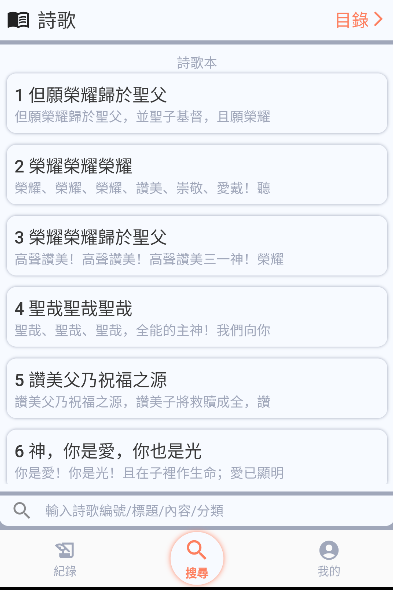 詩歌
目錄
詩歌本
1 但願榮耀歸於聖父
但願榮耀歸於聖父，並聖子基督，且願榮耀
2 榮耀榮耀榮耀
榮耀、榮耀、榮耀、讚美、崇敬、愛戴！聽
3 榮耀榮耀歸於聖父
高聲讚美！高聲讚美！高聲讚美三一神！榮耀
4 聖哉聖哉聖哉
聖哉、聖哉、聖哉，全能的主神！我們向你
5 讚美父乃祝福之源
讚美父乃祝福之源，讚美子將救贖成全，讚
6 神，你是愛，你也是光
你是愛！你是光！且在子裡作生命；愛已顯明
輸入詩歌編號/標題/內容/分類
紀錄
搜尋
我的